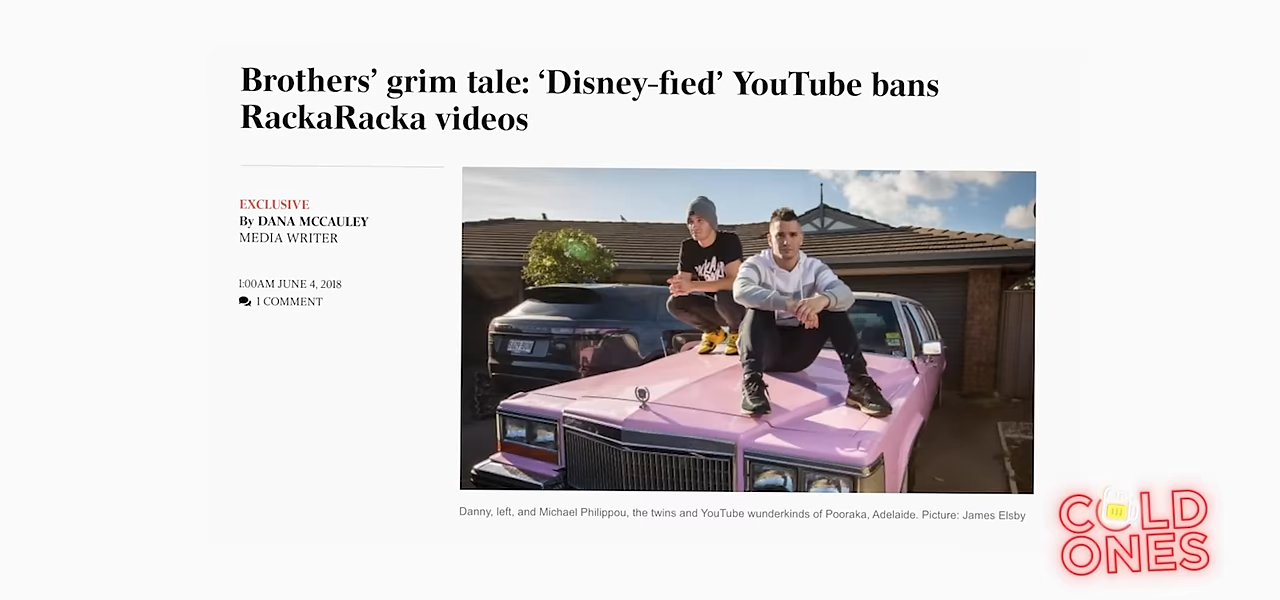 Brothers’ grim tale: ‘Disney-fied’ YouTube bans
RackaRacka videos
EXCLUSIVE
By DANA MCCAULEY
MEDIA WRITER
1:00AM JUNE 4, 2018
1 COMMENT
Danny, left, and Michael Philippou, the twins and YouTube wunderkinds of Pooraka, Adelaide. Picture: James Elsby
COLD
ONES